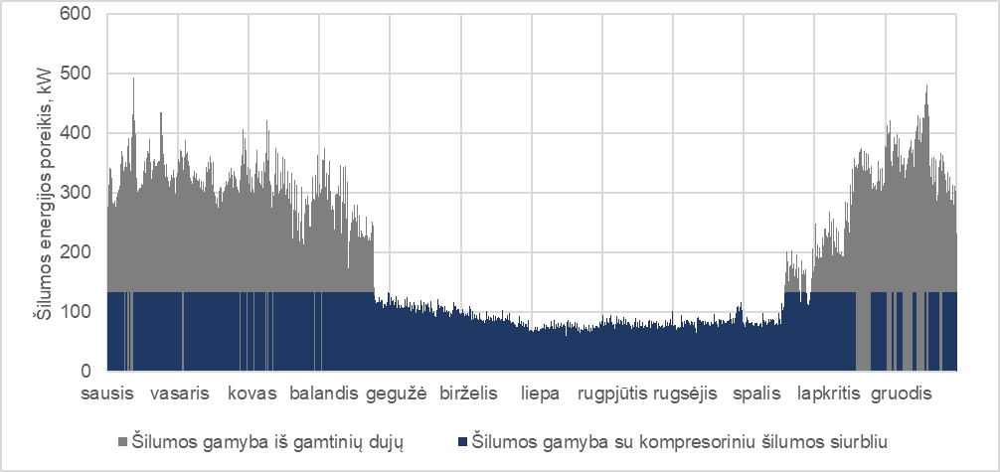 600
500
400
300
200
100
0
Šilumos energijos poreikis, kW
sausis vasaris kovas balandis gegužė birželis liepa rugpjūtis rugsėjis spalis lapkritis gruodis
Šilumos gamyba iš gamtinių dujų Šilumos gamyba su kompresoriniu šilumos siurbliu